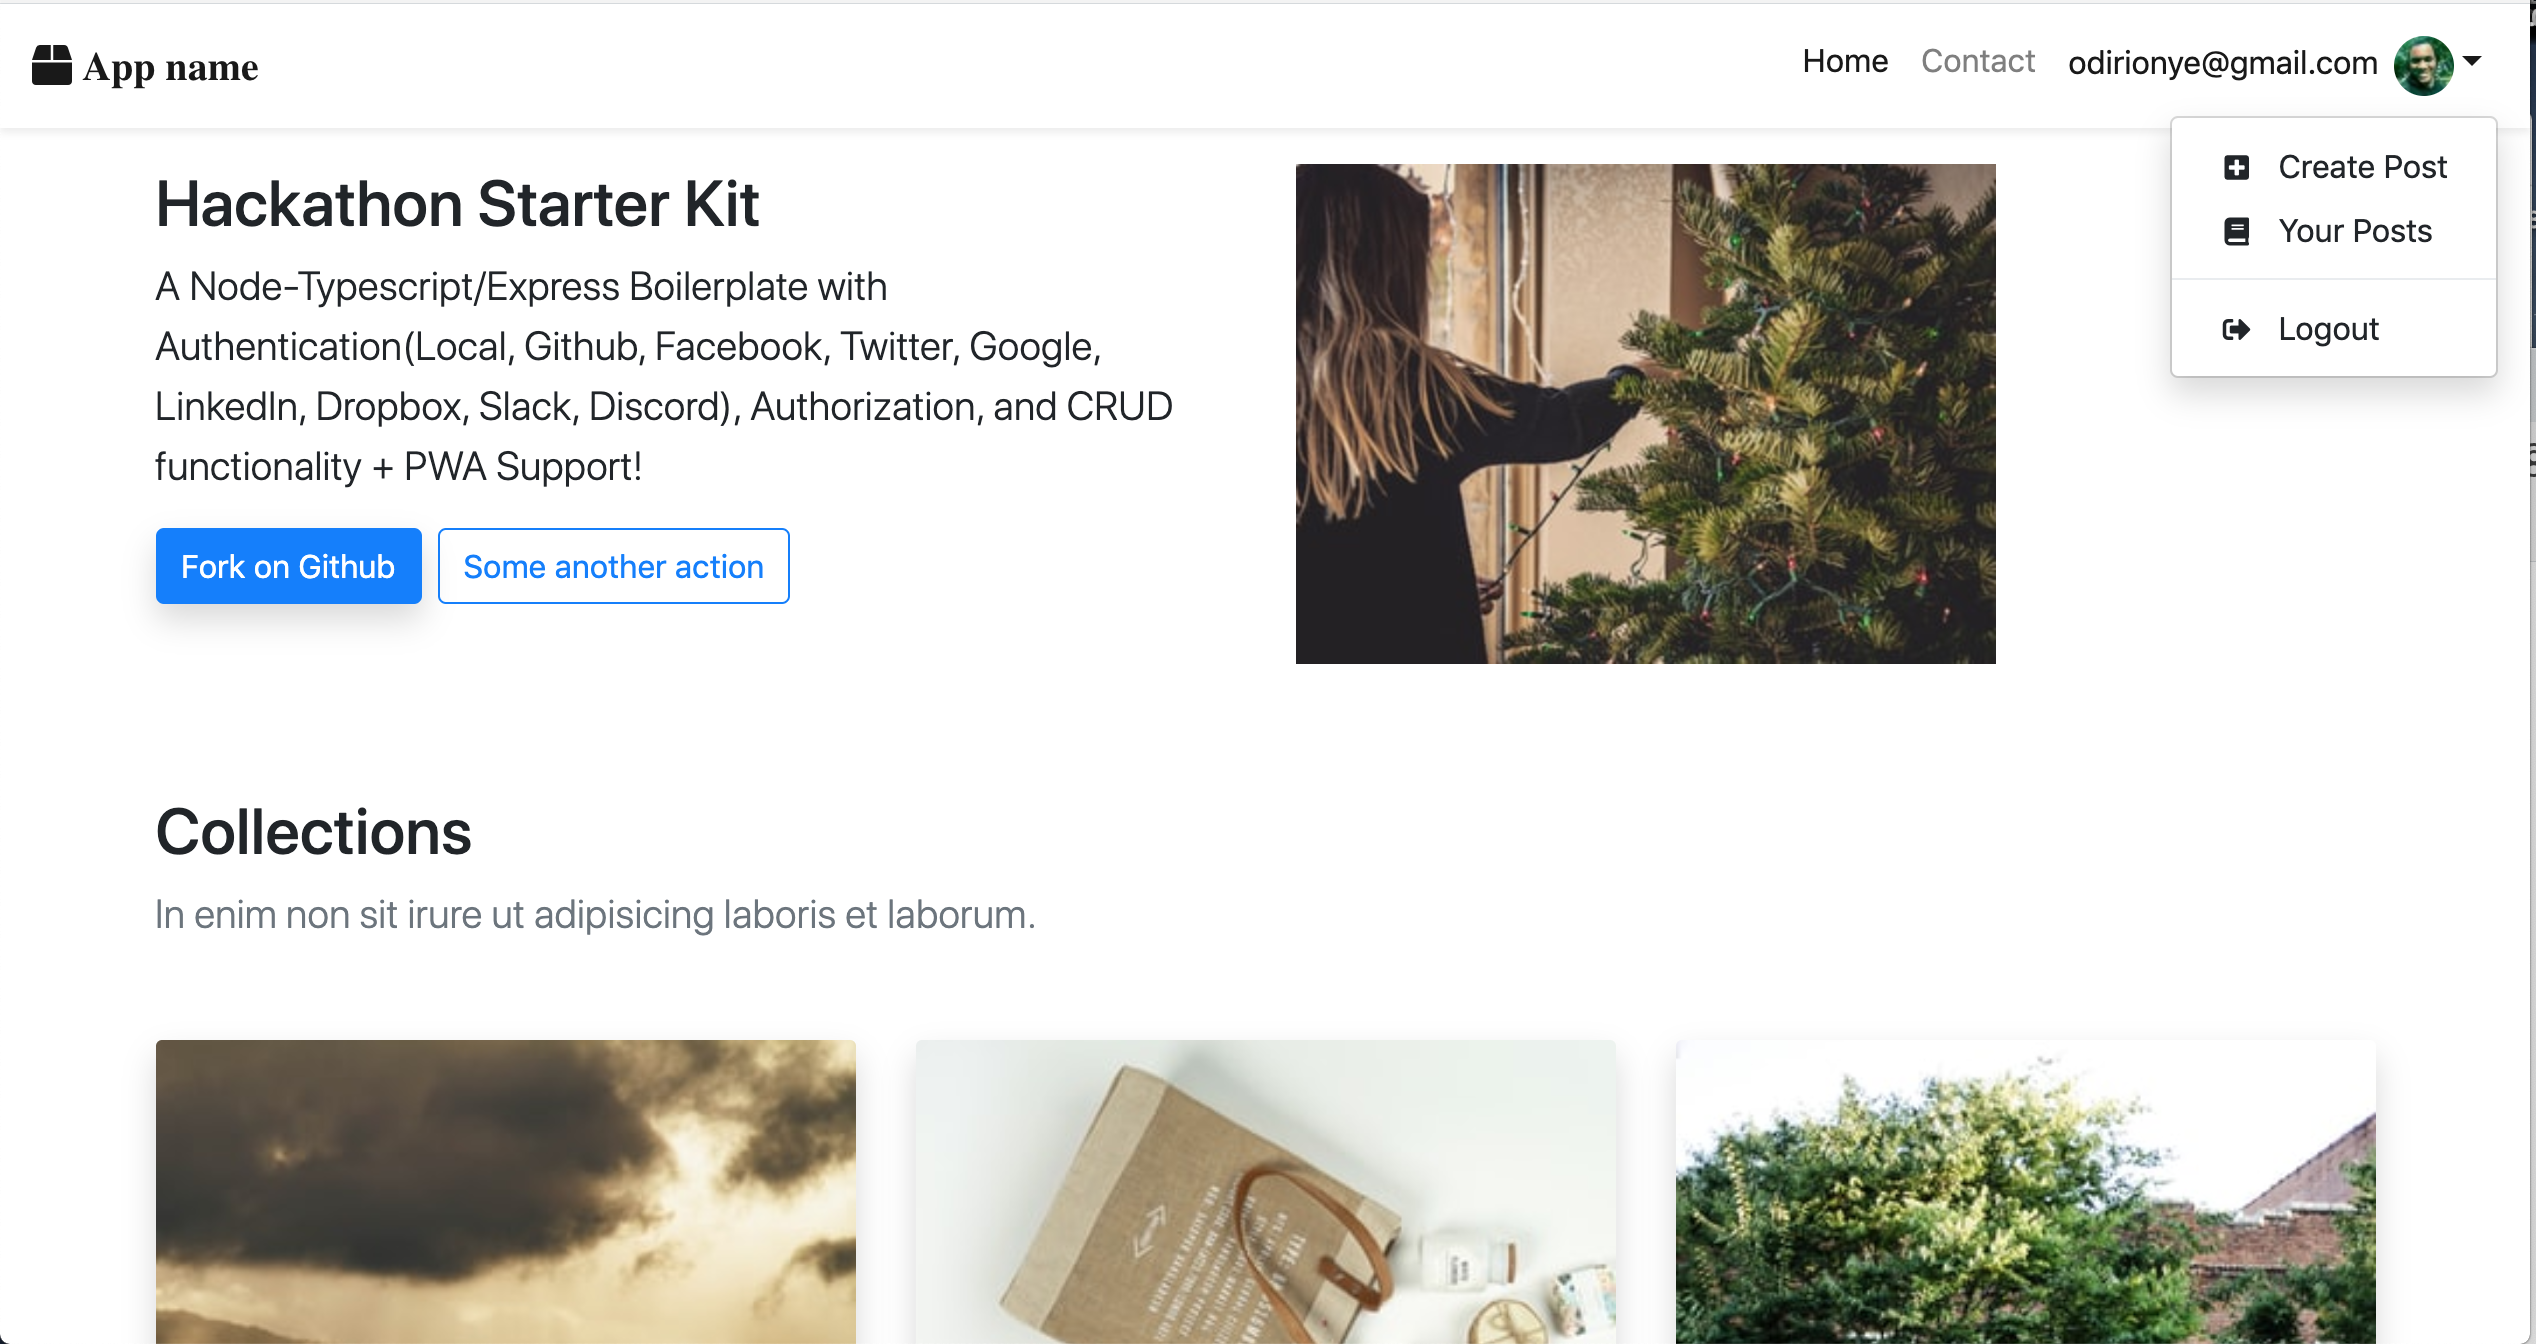 App name
Home
Contact
odirionye@gmail.com
Create Post
Your Posts
Logout
Hackathon Starter Kit
A Node-Typescript/Express Boilerplate with
Authentication(Local, Github, Facebook, Twitter, Google,
LinkedIn, Dropbox, Slack, Discord), Authorization, and CRUD
functionality + PWA Support!
Fork on Github
Some another action
Collections
In enim non sit irure ut adipisicing laboris et laborum.